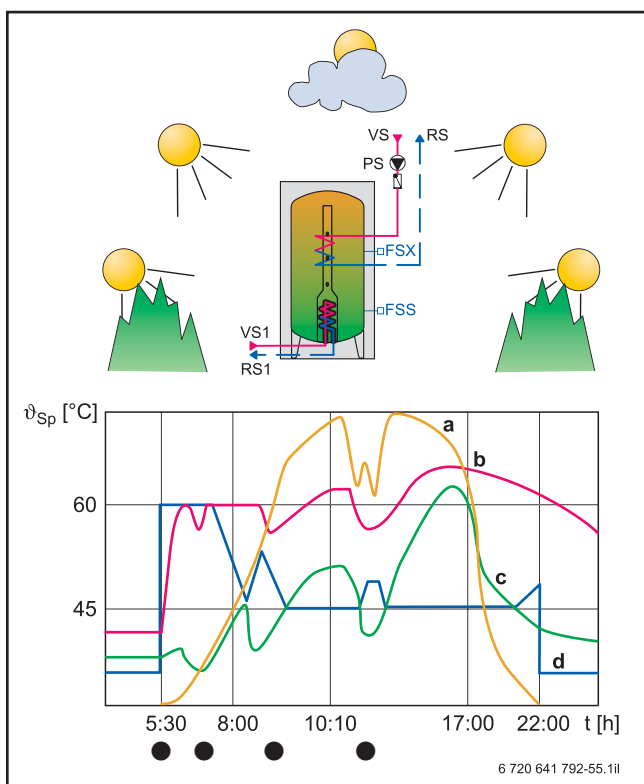 VS
RS
PS
FSX
FSS
VS1
RS1
ϑSp [°C]
a
b
60
c
45
d
5:30 8:00 10:10 17:00 22:00 t [h]
6 720 641 792-55.1il